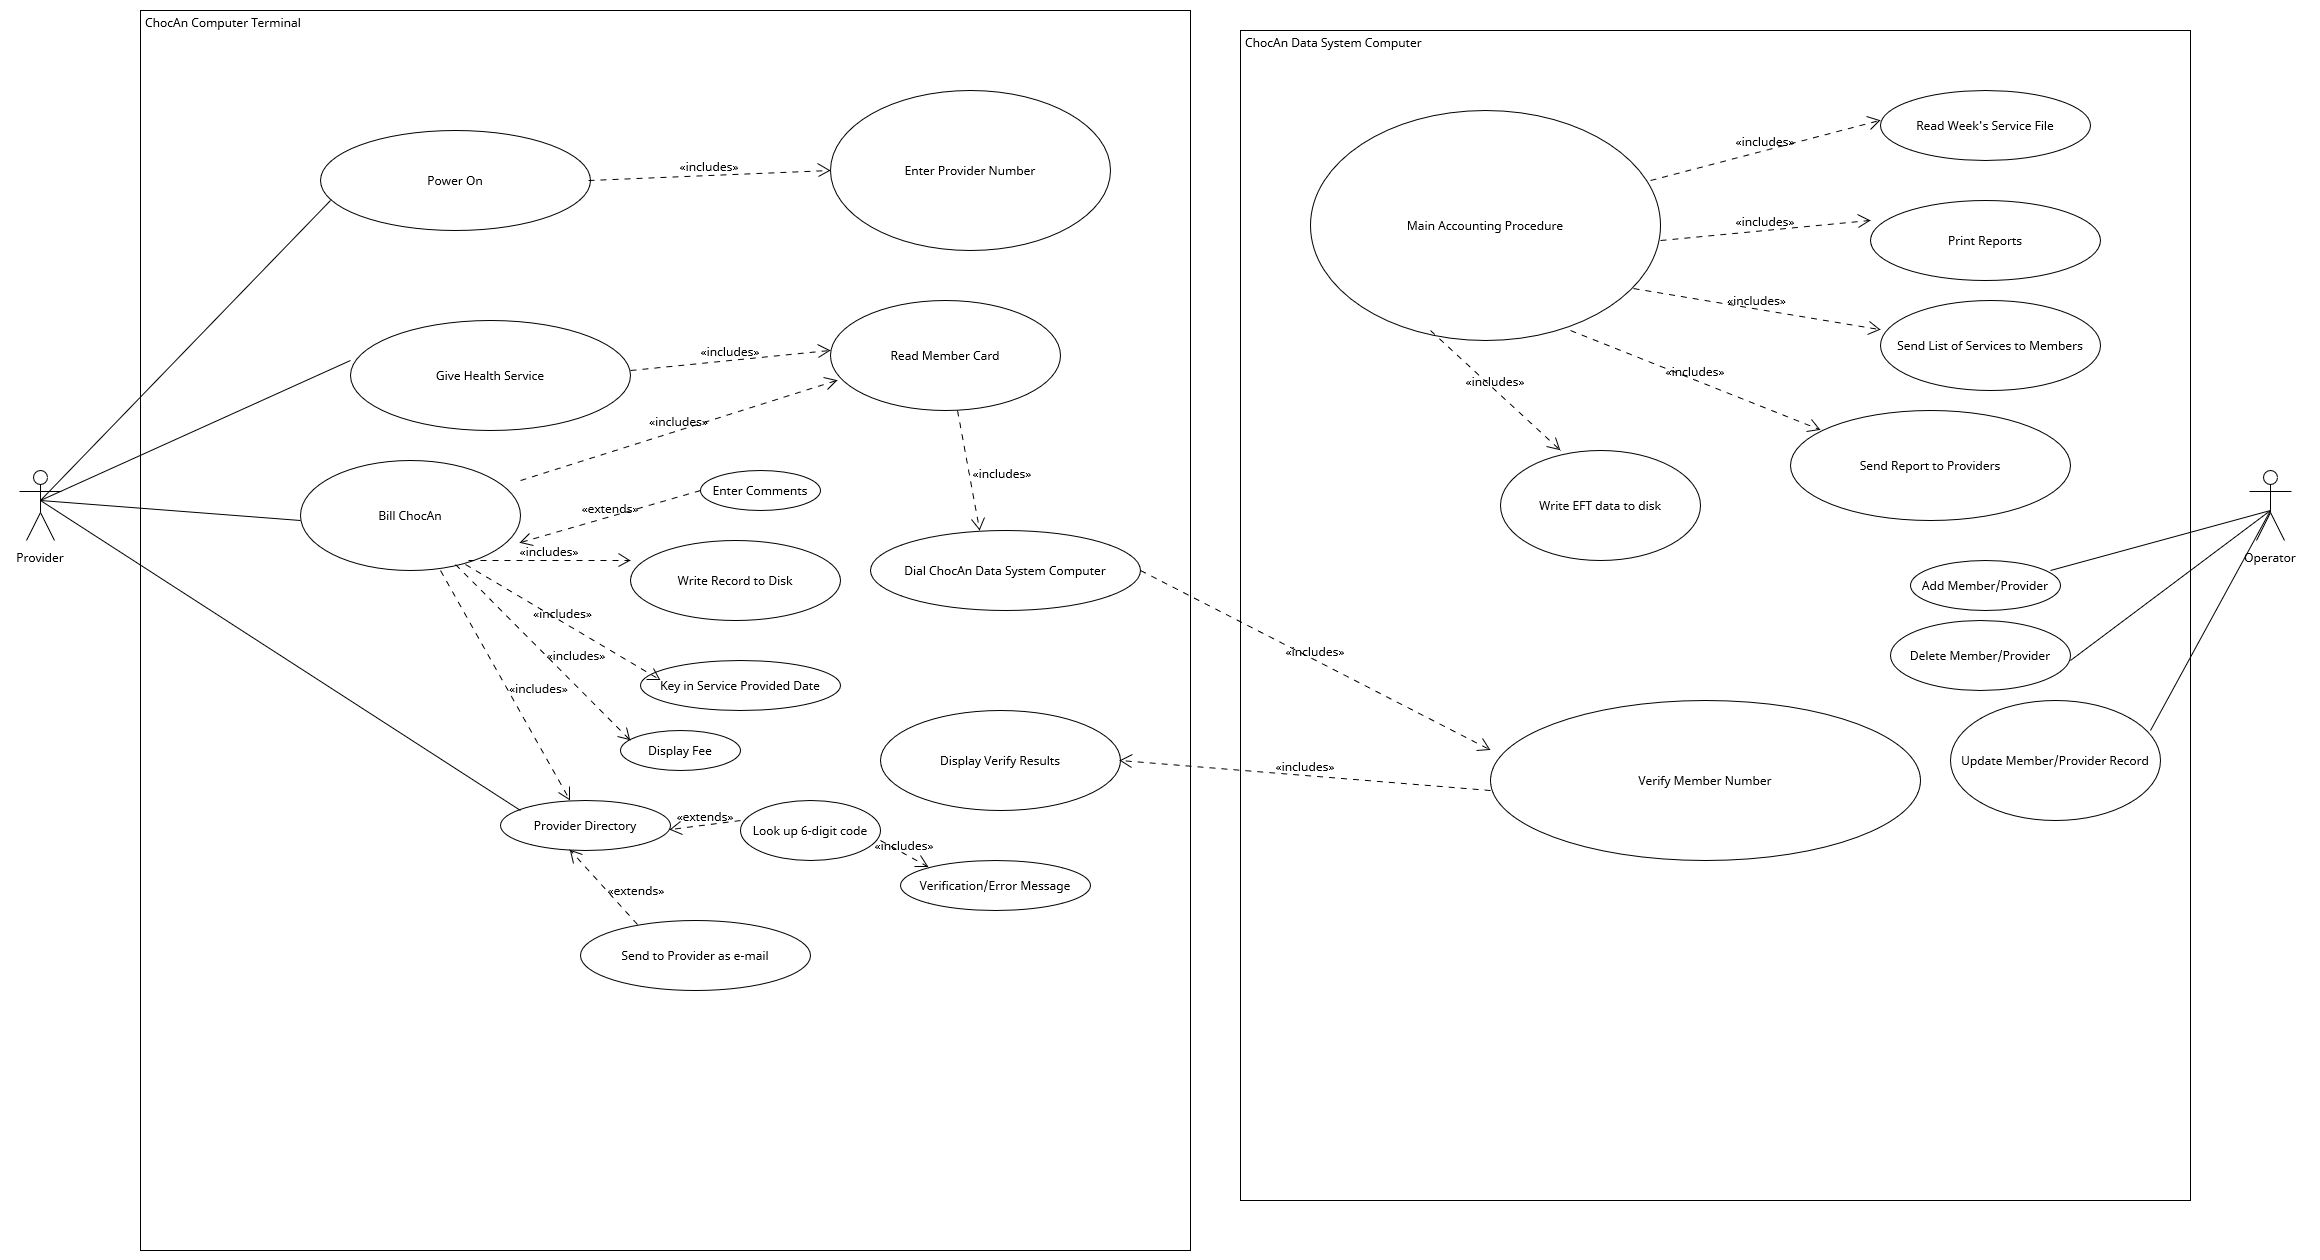 ChocAn Computer Terminal
Power On
«includes»
Enter Provider Number
Give Health Service
«includes»
Read Member Card
«includes»
Bill ChocAn
«includes»
Enter Comments
«extends»
«includes»
Write Record to Disk
Dial ChocAn Data System Computer
Provider
«includes»
Key in Service Provided Date
«includes»
«includes»
Display Fee
Display Verify Results
Provider Directory
«extends»
Look up 6-digit code
«includes»
Verification/Error Message
«extends»
Send to Provider as e-mail
«includes»
«includes»
ChocAn Data System Computer
Main Accounting Procedure
«includes»
Read Week's Service File
«includes»
Print Reports
«includes»
Send List of Services to Members
«includes»
Send Report to Providers
«includes»
Write EFT data to disk
Operator
Add Member/Provider
Delete Member/Provider
Update Member/Provider Record
Verify Member Number